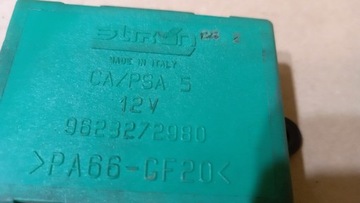 MADE IN ITALY
CA/PSA 5
12V
9623272980
>PA66-GF20<